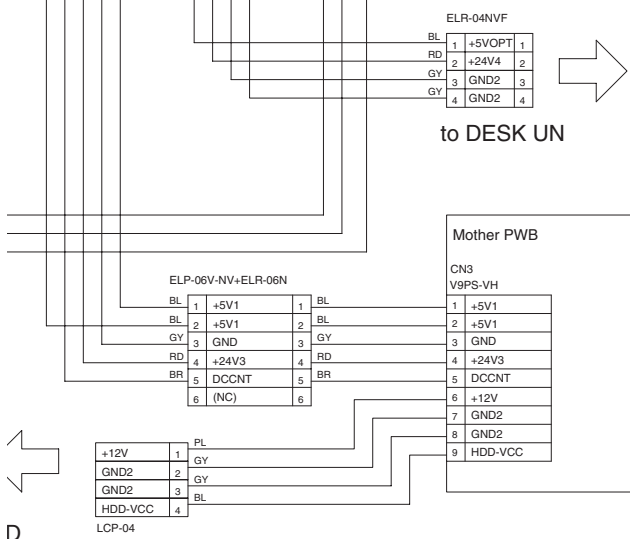 ELR-04NVF
BL 1 +5VOPT 1
RD 2 +24V4 2
GY 3 GND2 3
GY 4 GND2 4
to DESK UN
Mother PWB
CN3
V9PS-VH
1 +5V1
2 +5V1
3 GND
4 +24V3
5 DCCNT
6 +12V
7 GND2
8 GND2
9 HDD-VCC
ELP-06V-NV+ELR-06N
BL 1 +5V1 1 BL
BL 2 +5V1 2 BL
GY 3 GND 3 GY
RD 4 +24V3 4 RD
BR 5 DCCNT 5 BR
6 (NC) 6
+12V 1 PL
GND2 2 GY
GND2 3 GY
HDD-VCC 4 BL
LCP-04
D